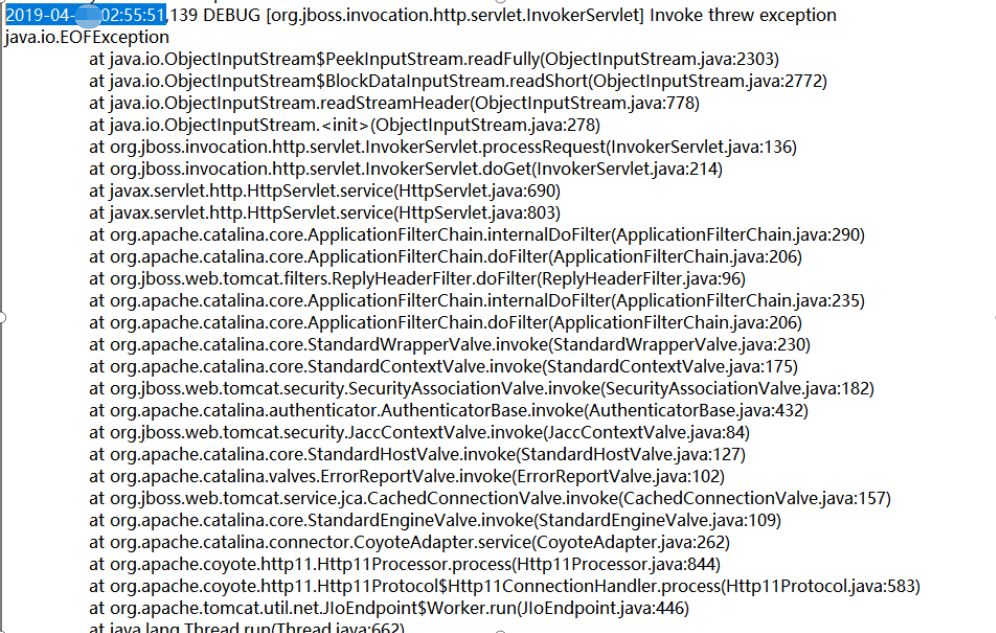 2019-04- 02:55:51,139 DEBUG [org.jboss.invocation.http.servlet.InvokerServlet] Invoke threw exception
java.io.EOFException
at java.io.ObjectInputStream$PeekInputStream.readFully(ObjectInputStream.java:2303)
at java.io.ObjectInputStream$BlockDataInputStream.readShort(ObjectInputStream.java:2772)
at java.io.ObjectInputStream.readStreamHeader(ObjectInputStream.java:778)
at java.io.ObjectInputStream.<init>(ObjectInputStream.java:278)
at org.jboss.invocation.http.servlet.InvokerServlet.processRequest(InvokerServlet.java:136)
at org.jboss.invocation.http.servlet.InvokerServlet.doGet(InvokerServlet.java:214)
at javax.servlet.http.HttpServlet.service(HttpServlet.java:690)
at javax.servlet.http.HttpServlet.service(HttpServlet.java:803)
at org.apache.catalina.core.ApplicationFilterChain.internalDoFilter(ApplicationFilterChain.java:290)
at org.apache.catalina.core.ApplicationFilterChain.doFilter(ApplicationFilterChain.java:206)
at org.jboss.web.tomcat.filters.ReplyHeaderFilter.doFilter(ReplyHeaderFilter.java:96)
at org.apache.catalina.core.ApplicationFilterChain.internalDoFilter(ApplicationFilterChain.java:235)
at org.apache.catalina.core.ApplicationFilterChain.doFilter(ApplicationFilterChain.java:206)
at org.apache.catalina.core.StandardWrapperValve.invoke(StandardWrapperValve.java:230)
at org.apache.catalina.core.StandardContextValve.invoke(StandardContextValve.java:175)
at org.jboss.web.tomcat.security.SecurityAssociationValve.invoke(SecurityAssociationValve.java:182)
at org.apache.catalina.authenticator.AuthenticatorBase.invoke(AuthenticatorBase.java:432)
at org.jboss.web.tomcat.security.JaccContextValve.invoke(JaccContextValve.java:84)
at org.apache.catalina.core.StandardHostValve.invoke(StandardHostValve.java:127)
at org.apache.catalina.valves.ErrorReportValve.invoke(ErrorReportValve.java:102)
at org.jboss.web.tomcat.service.jca.CachedConnectionValve.invoke(CachedConnectionValve.java:157)
at org.apache.catalina.core.StandardEngineValve.invoke(StandardEngineValve.java:109)
at org.apache.catalina.connector.CoyoteAdapter.service(CoyoteAdapter.java:262)
at org.apache.coyote.http11.Http11Processor.process(Http11Processor.java:844)
at org.apache.coyote.http11.Http11Protocol$Http11ConnectionHandler.process(Http11Protocol.java:583)
at org.apache.tomcat.util.net.JIoEndpoint$Worker.run(JIoEndpoint.java:446)
at java.lang.Thread.run(Thread.java:662)